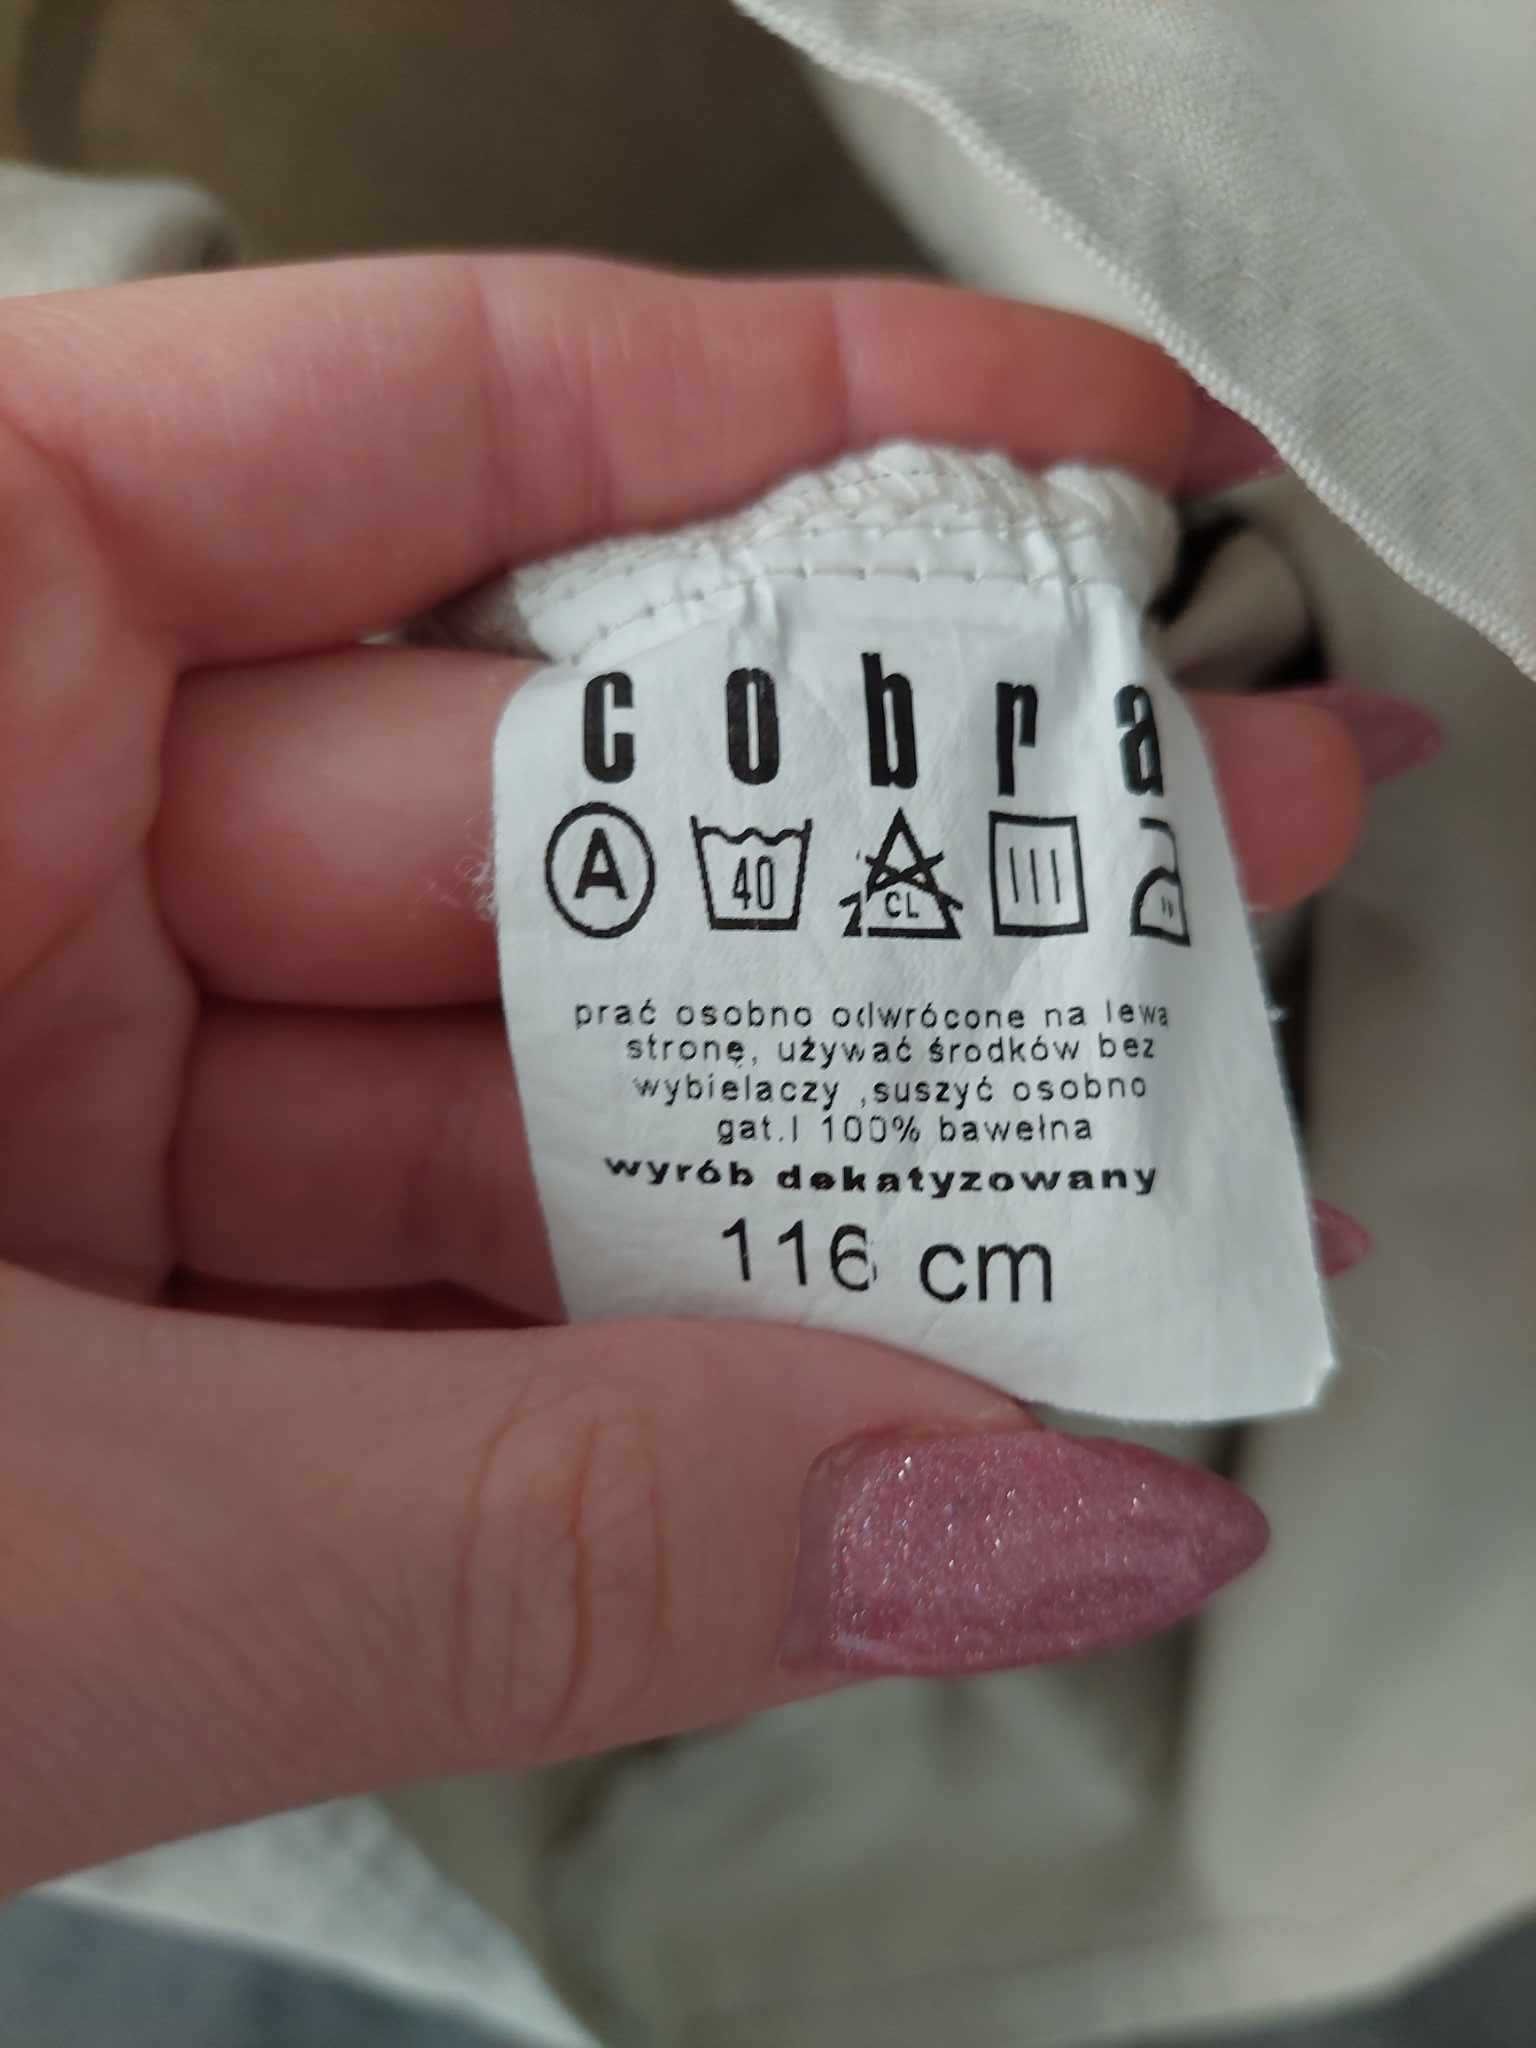 cobra
A 40 CL
prać osobno odwrócone na lewa
stronę, używać środków bez
wybielaczy ,suszyć osobno
gat.I 100% bawełna
wyrób dekatyzowany
116 cm